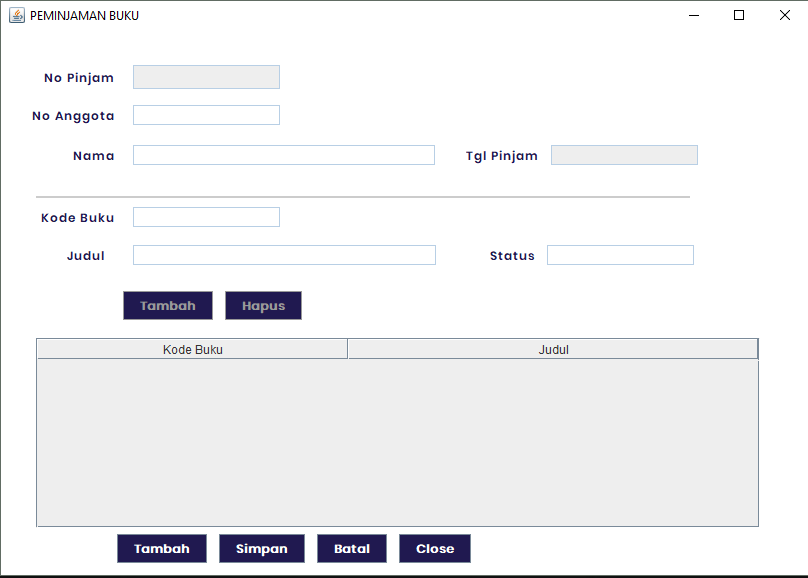 PEMINJAMAN BUKU
No Pinjam
No Anggota
Nama Tgl Pinjam
Kode Buku
Judul Status
Tambah Hapus
Kode Buku Judul
Tambah Simpan Batal Close